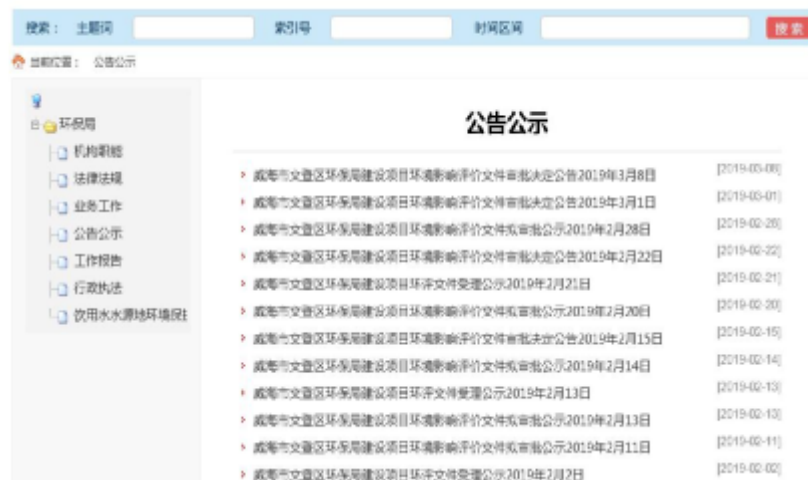 搜索： 主题词 索引号 时间区间 搜索
当前位置： 公告公示
环保局
机构职能
法律法规
业务工作
公告公示
工作报告
行政执法
饮用水水源地环境保
公告公示
威海市文登区环保局建设项目环境影响评价文件审批决定公告2019年3月8日 [2019-03-08]
威海市文登区环保局建设项目环境影响评价文件审批决定公告2019年3月1日 [2019-03-01]
威海市文登区环保局建设项目环境影响评价文件拟审批公示2019年2月28日 [2019-02-28]
威海市文登区环保局建设项目环境影响评价文件审批决定公告2019年2月22日 [2019-02-22]
威海市文登区环保局建设项目环评文件受理公示2019年2月21日 [2019-02-21]
威海市文登区环保局建设项目环境影响评价文件拟审批公示2019年2月20日 [2019-02-20]
威海市文登区环保局建设项目环境影响评价文件审批决定公告2019年2月15日 [2019-02-15]
威海市文登区环保局建设项目环境影响评价文件拟审批公示2019年2月14日 [2019-02-14]
威海市文登区环保局建设项目环评文件受理公示2019年2月13日 [2019-02-13]
威海市文登区环保局建设项目环境影响评价文件拟审批公示2019年2月13日 [2019-02-13]
威海市文登区环保局建设项目环境影响评价文件拟审批公示2019年2月11日 [2019-02-11]
威海市文登区环保局建设项目环评文件受理公示2019年2月2日 [2019-02-02]